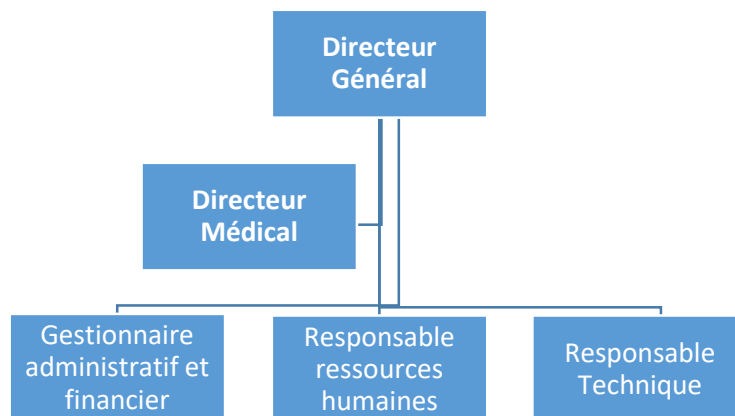 Directeur
Général
Directeur
Médical
Gestionnaire
administratif et
financier
Responsable
ressources
humaines
Responsable
Technique